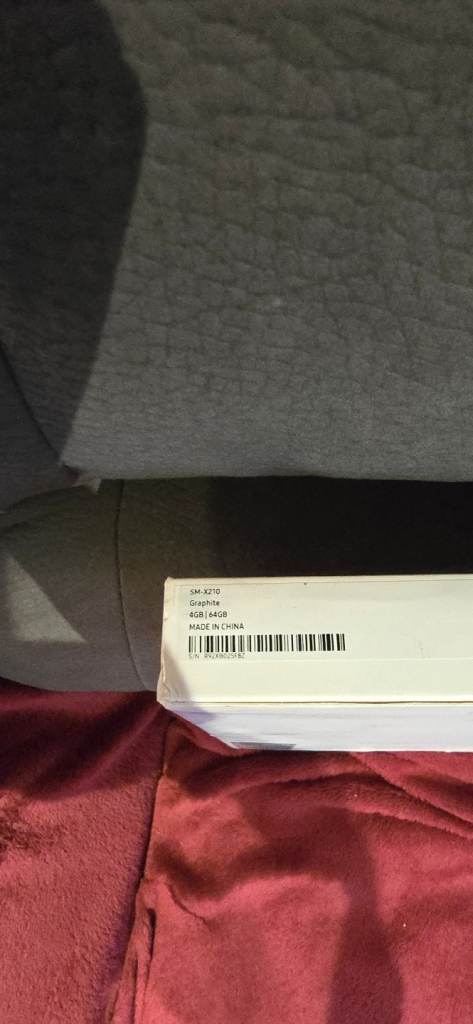 SM-X210
Graphite
4GB | 64GB
MADE IN CHINA
S/N